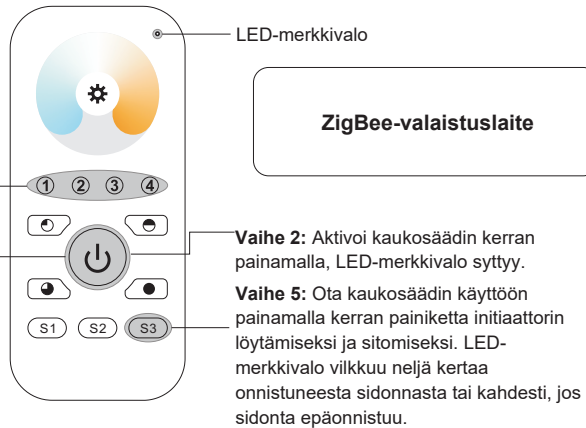 LED-merkkivalo
ZigBee-valaistuslaite
1 2 3 4
Vaihe 2: Aktivoi kaukosäädin kerran
painamalla, LED-merkkivalo syttyy.
Vaihe 5: Ota kaukosäädin käyttöön
painamalla kerran painiketta initiaattorin
löytämiseksi ja sitomiseksi. LED-
merkkivalo vilkkuu neljä kertaa
onnistuneesta sidonnasta tai kahdesti, jos
sidonta epäonnistuu.
S1 S2 S3